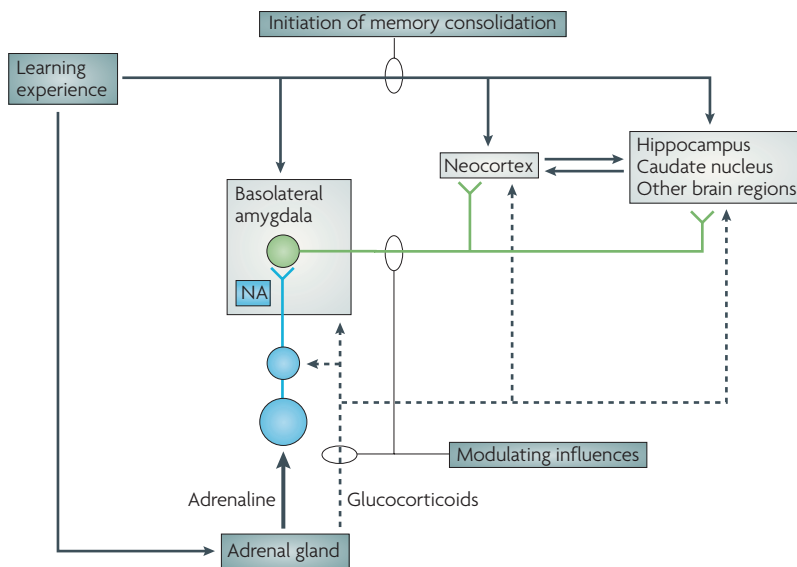 Initiation of memory consolidation
Learning
experience
Neocortex
Hippocampus
Caudate nucleus
Other brain regions
Basolateral
amygdala
NA
Modulating influences
Adrenaline
Glucocorticoids
Adrenal gland